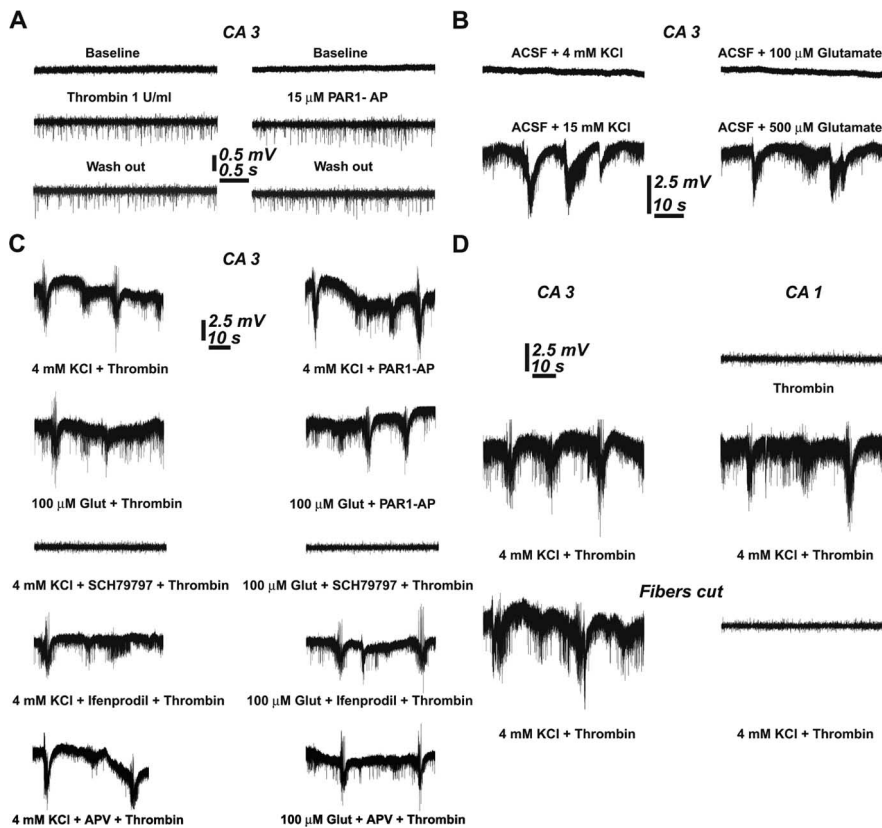 A
CA 3
Baseline
Baseline
Thrombin 1 U/ml
15 μM PAR1- AP
Wash out
0.5 mV
0.5 s
Wash out
B
CA 3
ACSF + 4 mM KCl
ACSF + 100 μM Glutamate
ACSF + 15 mM KCl
ACSF + 500 μM Glutamate
2.5 mV
10 s
C
CA 3
2.5 mV
10 s
4 mM KCl + Thrombin
4 mM KCl + PAR1-AP
100 μM Glut + Thrombin
100 μM Glut + PAR1-AP
4 mM KCl + SCH79797 + Thrombin
100 μM Glut + SCH79797 + Thrombin
4 mM KCl + Ifenprodil + Thrombin
100 μM Glut + Ifenprodil + Thrombin
4 mM KCl + APV + Thrombin
100 μM Glut + APV + Thrombin
D
CA 3
CA 1
2.5 mV
10 s
Thrombin
4 mM KCl + Thrombin
4 mM KCl + Thrombin
Fibers cut
4 mM KCl + Thrombin
4 mM KCl + Thrombin